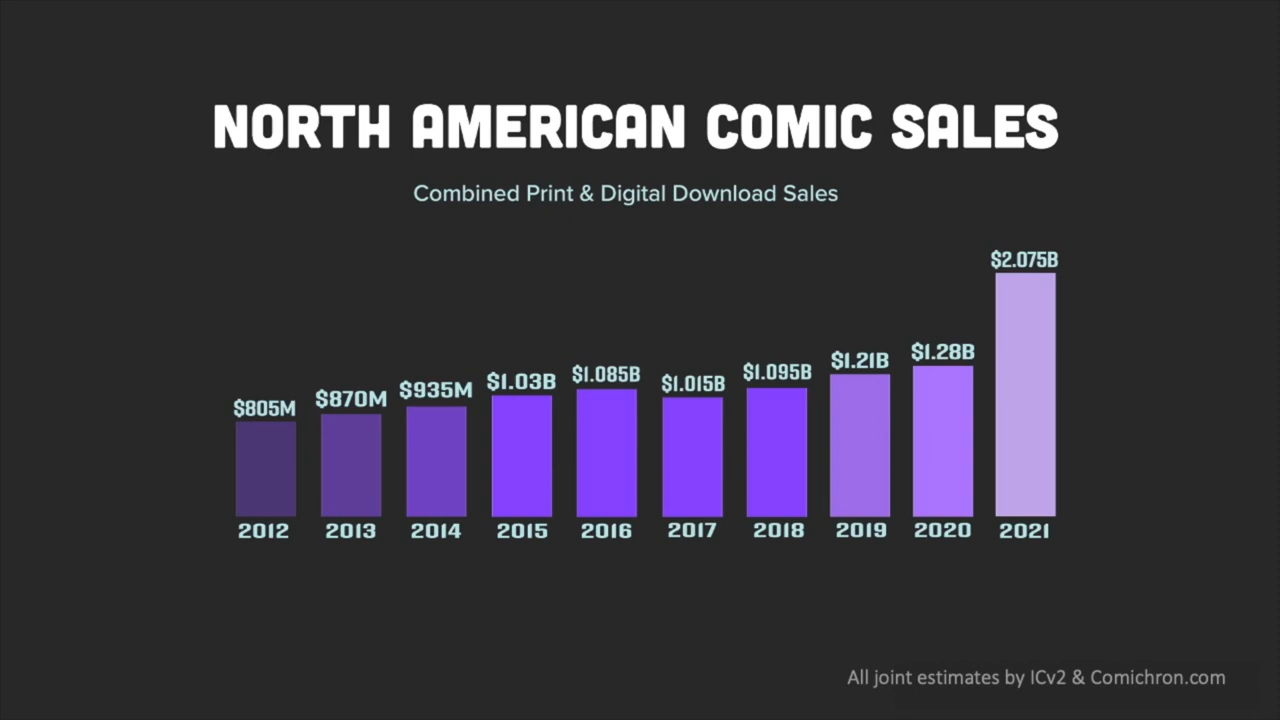 NORTH AMERICAN COMIC SALES
Combined Print & Digital Download Sales
$805M
$870M
$935M
$1.03B
$1.085B
$1.015B
$1.095B
$1.21B
$1.28B
$2.075B
2012
2013
2014
2015
2016
2017
2018
2019
2020
2021
All joint estimates by ICv2 & Comichron.com